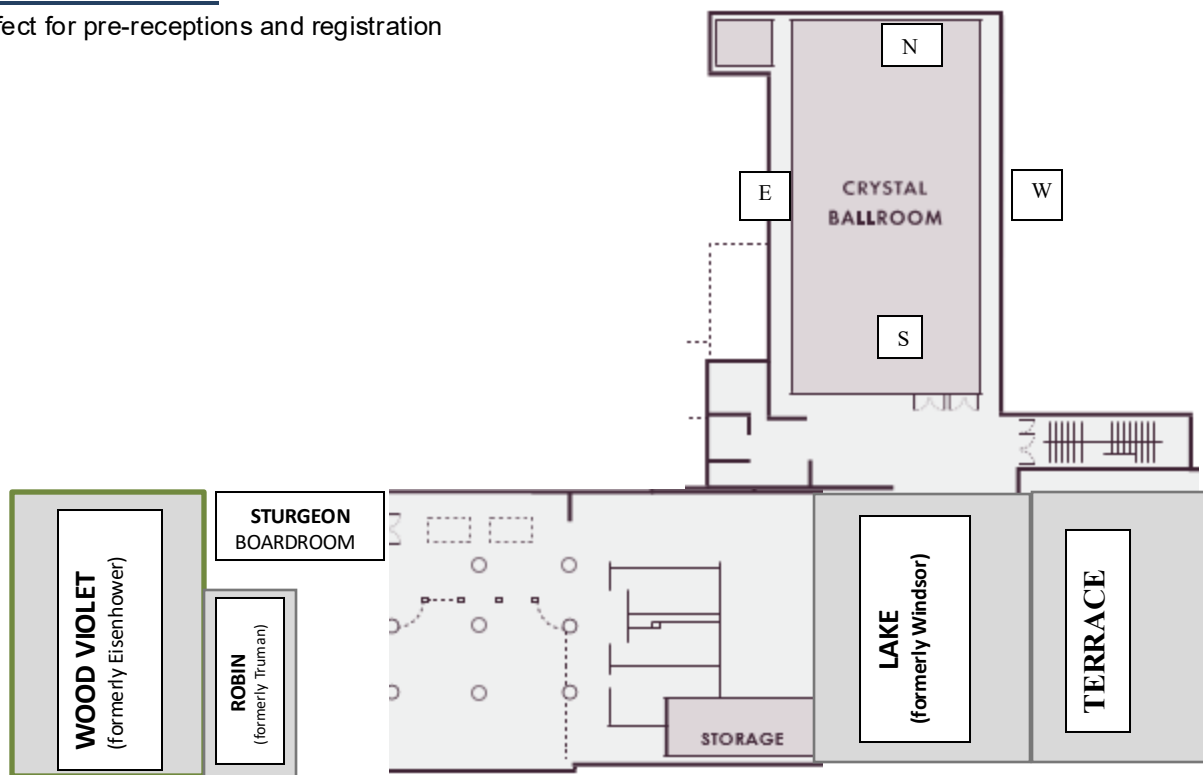 fect for pre-receptions and registration
N
E
CRYSTAL
BALLROOM
W
S
WOOD VIOLET
(formerly Eisenhower)
STURGEON
BOARDROOM
ROBIN
(formerly Truman)
LAKE
(formerly Windsor)
TERRACE
STORAGE